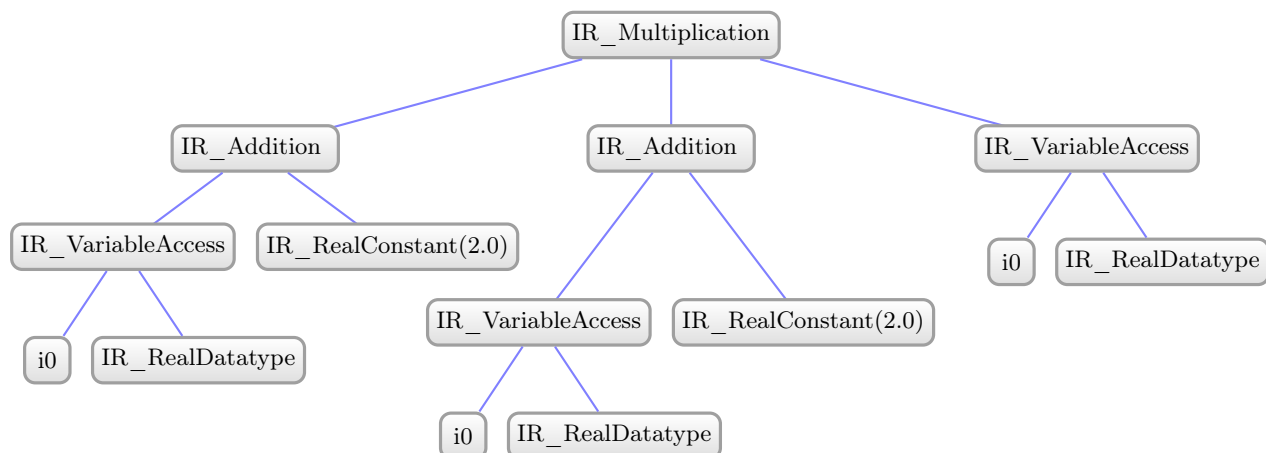 IR_Multiplication
IR_Addition
IR_Addition
IR_VariableAccess
IR_VariableAccess
IR_RealConstant(2.0)
i0
IR_RealDatatype
IR_VariableAccess
IR_RealConstant(2.0)
i0
IR_RealDatatype
i0
IR_RealDatatype